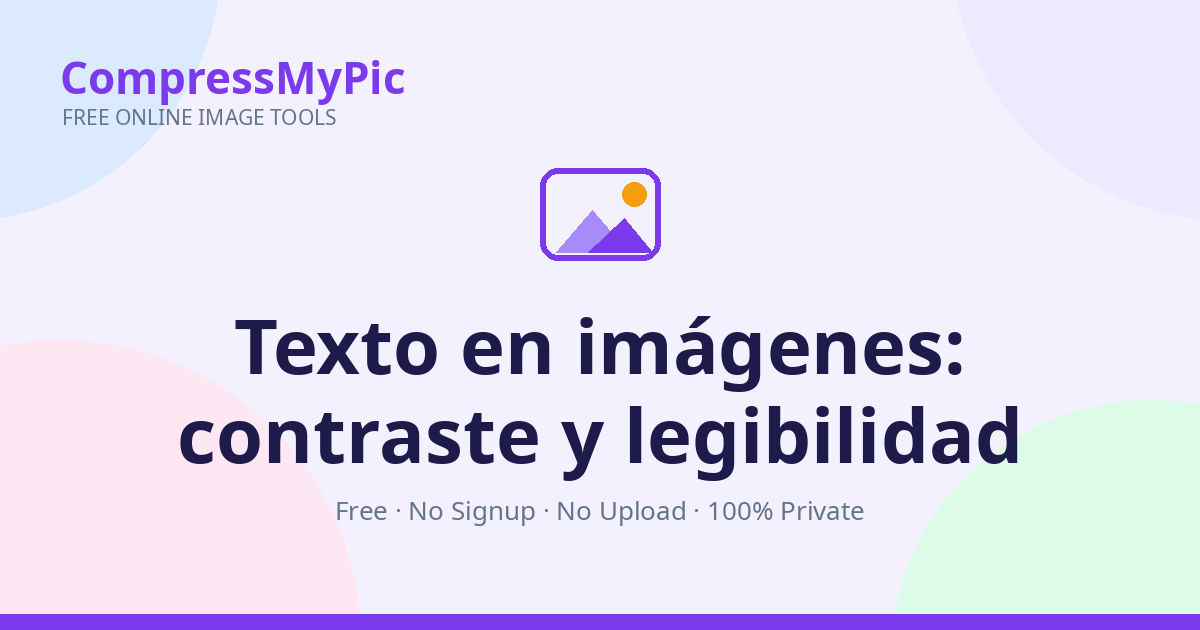 CompressMyPic
FREE ONLINE IMAGE TOOLS
Texto en imágenes:
contraste y legibilidad
Free · No Signup · No Upload · 100% Private